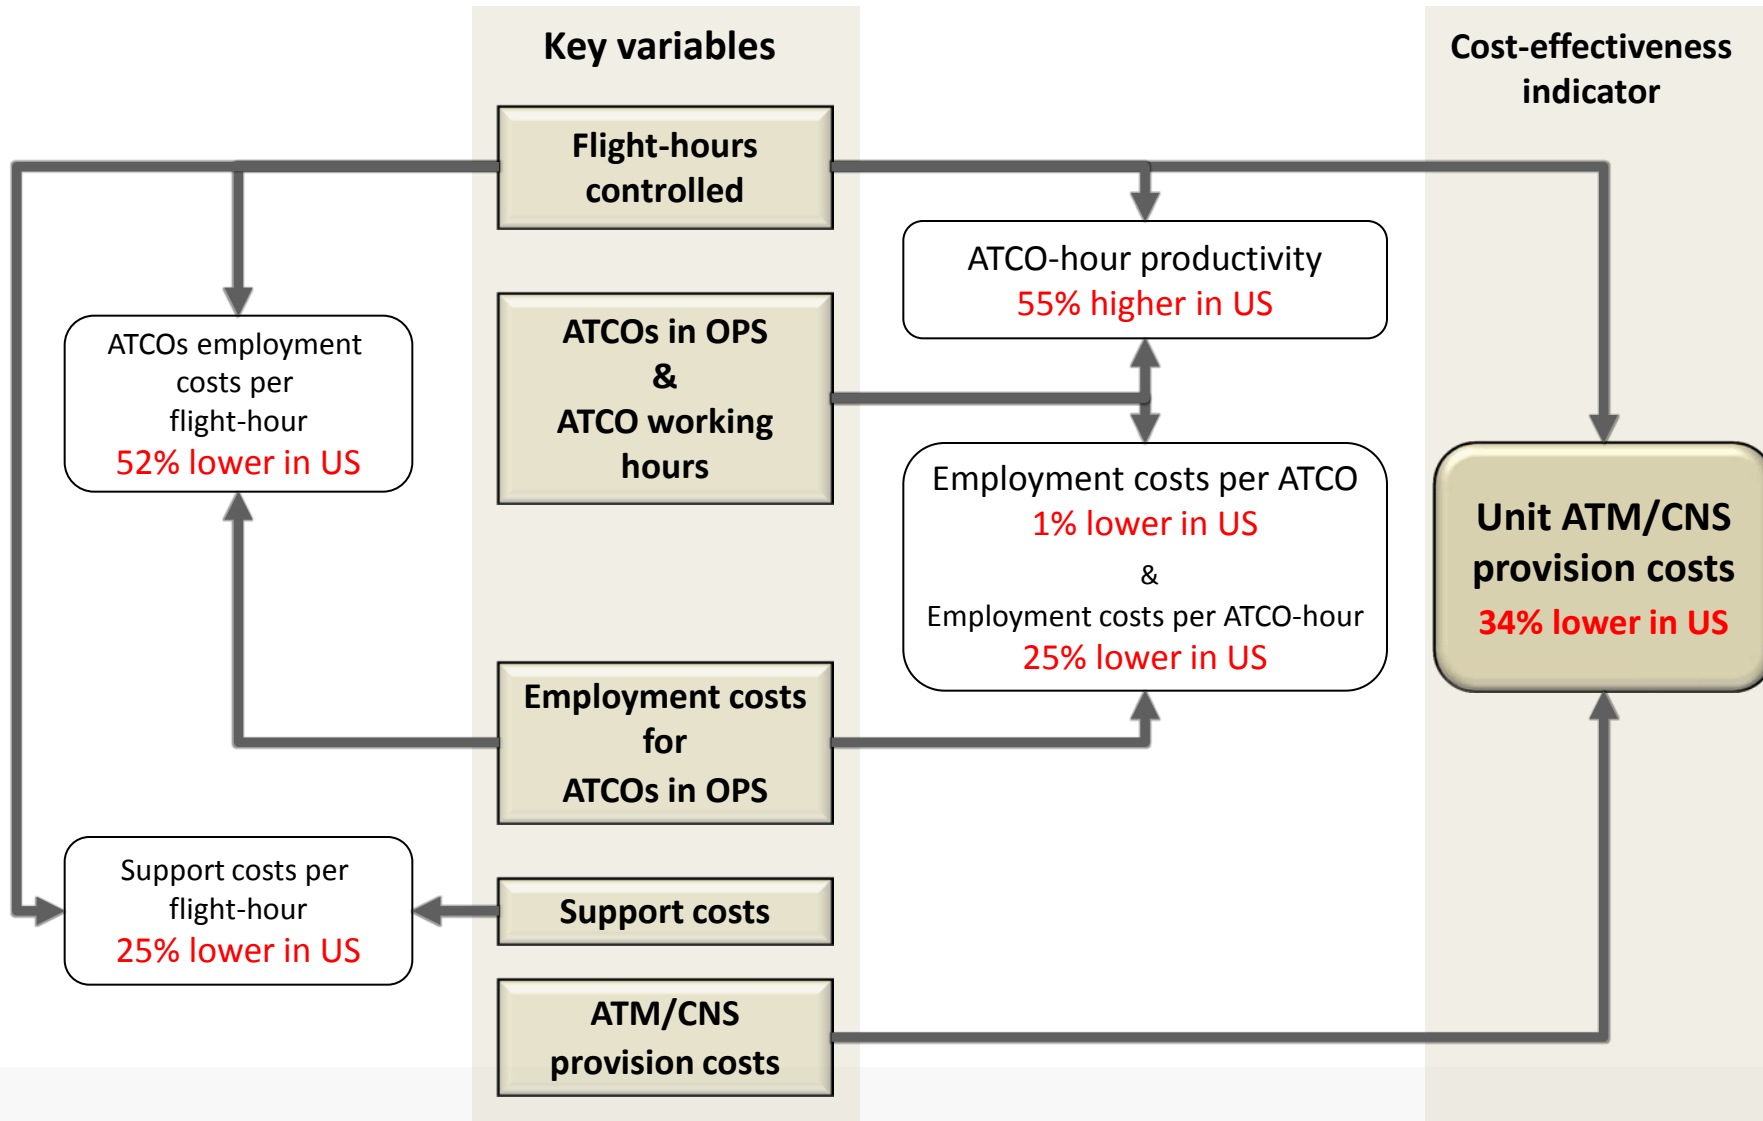 Key variables
Cost-effectiveness
indicator
Flight-hours
controlled
ATCO-hour productivity
55% higher in US
ATCOs in OPS
&
ATCO working
hours
ATCOs employment
costs per
flight-hour
52% lower in US
Employment costs per ATCO
1% lower in US
&
Employment costs per ATCO-hour
25% lower in US
Unit ATM/CNS
provision costs
34% lower in US
Employment costs
for
ATCOs in OPS
Support costs per
flight-hour
25% lower in US
Support costs
ATM/CNS
provision costs